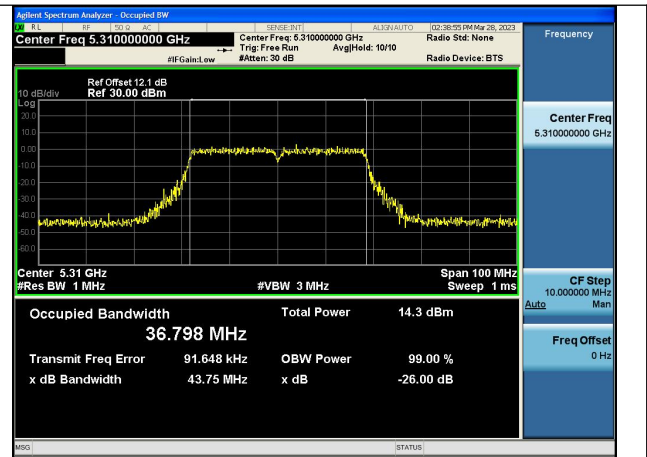 Agilent Spectrum Analyzer - Occupied BW
RL RF 50 Ω AC SENSE:INT ALIGNAUTO 02:38:55 PM Mar 28, 2023
Center Freq 5.310000000 GHz
Center Freq: 5.310000000 GHz Radio Std: None
Trig: Free Run Avg|Hold: 10/10
#IFGain:Low #Atten: 30 dB Radio Device: BTS
Frequency
Ref Offset 12.1 dB
10 dB/div Ref 30.00 dBm
Log
20.0
10.0
0.00
-10.0
-20.0
-30.0
-40.0
-50.0
-60.0
Center 5.31 GHz Span 100 MHz
#Res BW 1 MHz #VBW 3 MHz Sweep 1 ms
Occupied Bandwidth Total Power 14.3 dBm
36.798 MHz
Transmit Freq Error 91.648 kHz OBW Power 99.00 %
x dB Bandwidth 43.75 MHz x dB -26.00 dB
Center Freq
5.310000000 GHz
CF Step
10.000000 MHz
Auto Man
Freq Offset
0 Hz
MSG STATUS